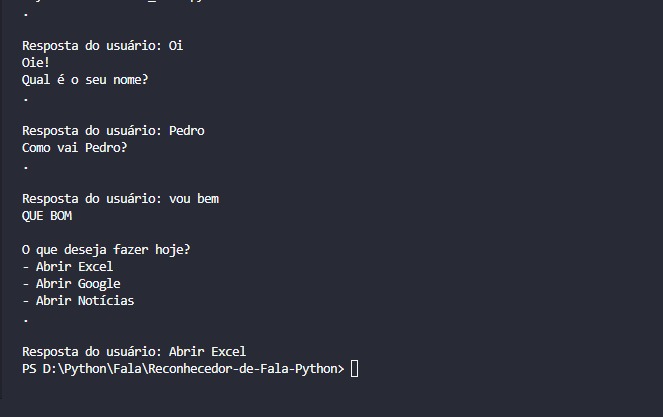 .
Resposta do usuário: Oi
Oie!
Qual é o seu nome?
.
Resposta do usuário: Pedro
Como vai Pedro?
.
Resposta do usuário: vou bem
QUE BOM
O que deseja fazer hoje?
- Abrir Excel
- Abrir Google
- Abrir Notícias
.
Resposta do usuário: Abrir Excel
PS D:\Python\Fala\Reconhecedor-de-Fala-Python>